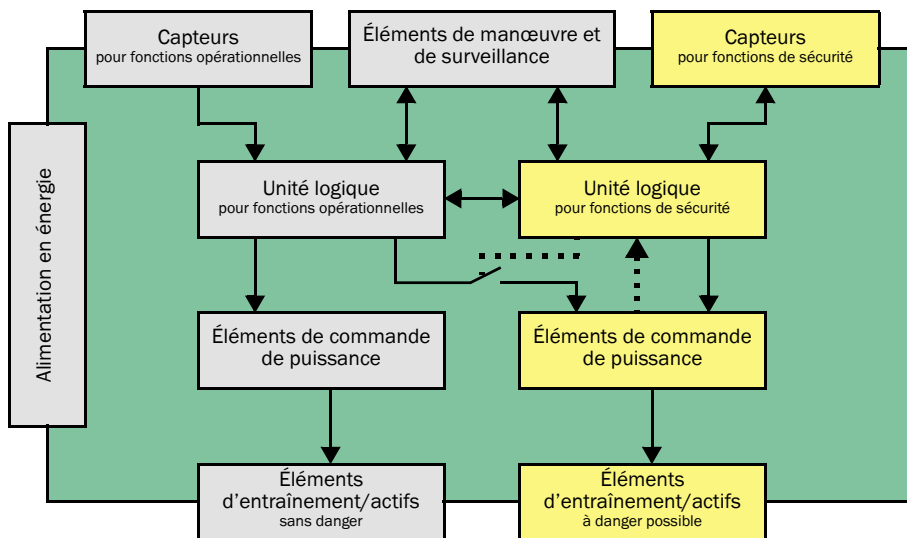 Capteurs
pour fonctions opérationnelles
Éléments de manœuvre et
de surveillance
Capteurs
pour fonctions de sécurité
Alimentation en énergie
Unité logique
pour fonctions opérationnelles
Unité logique
pour fonctions de sécurité
Éléments de commande
de puissance
Éléments de commande
de puissance
Éléments
d’entraînement/actifs
sans danger
Éléments
d’entraînement/actifs
à danger possible